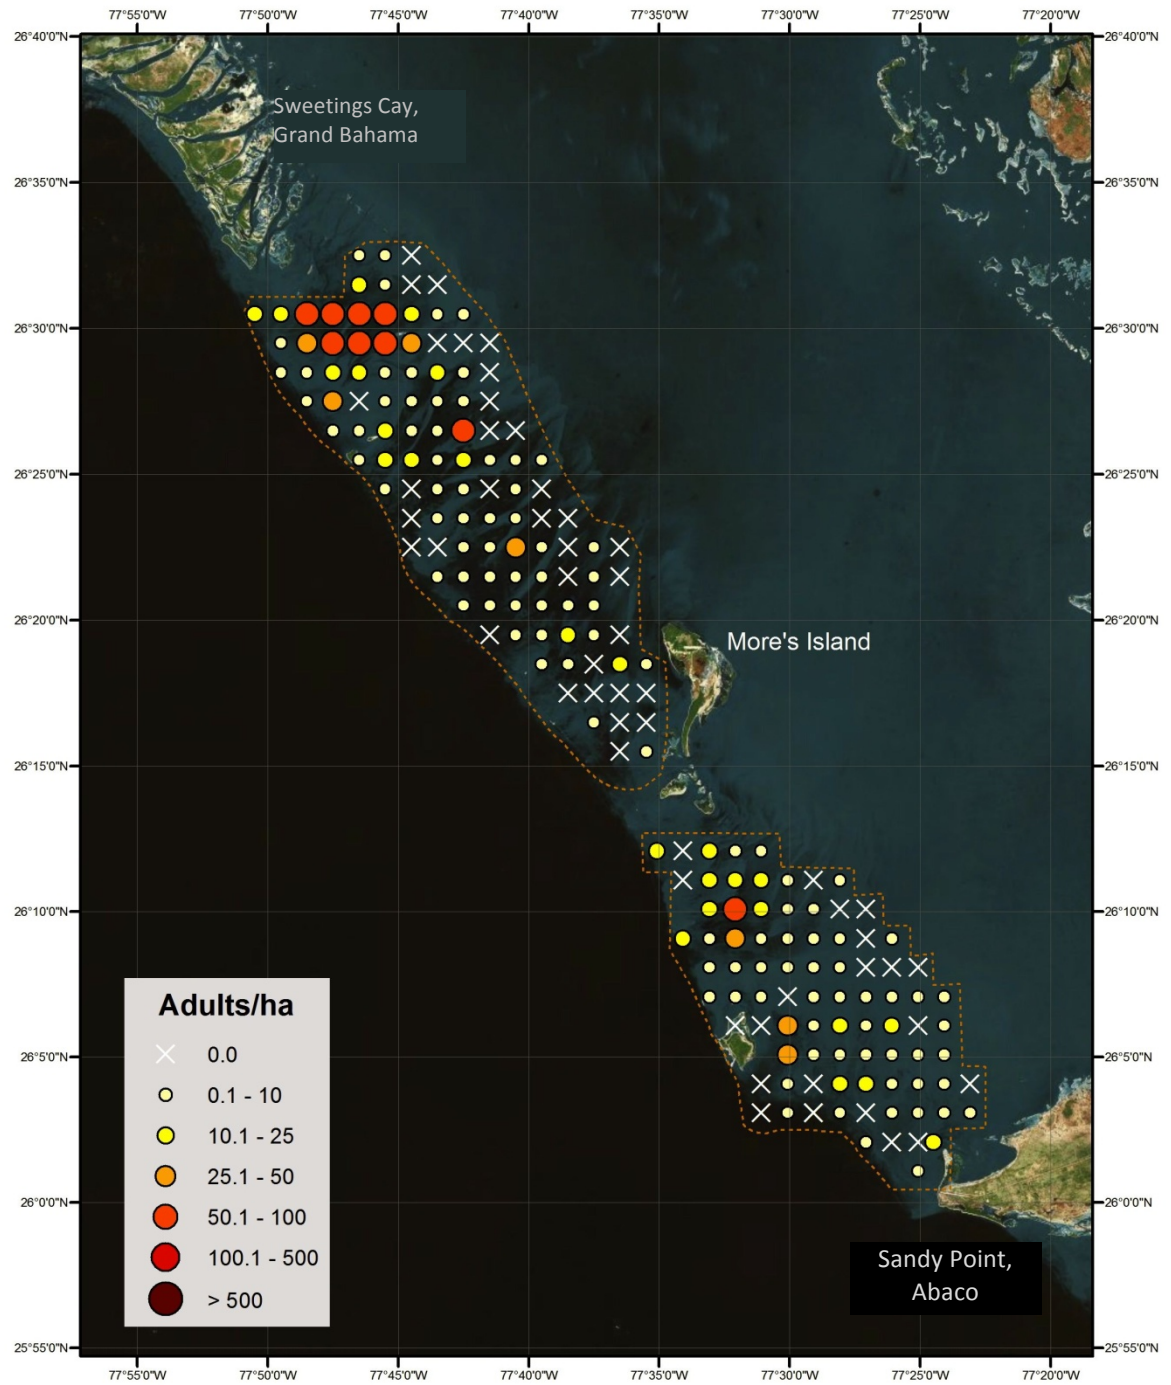 77°55'0"W 77°50'0"W 77°45'0"W 77°40'0"W 77°35'0"W 77°30'0"W 77°25'0"W 77°20'0"W
26°40'0"N 26°40'0"N
Sweetings Cay,
Grand Bahama
26°35'0"N 26°35'0"N
26°30'0"N 26°30'0"N
26°25'0"N 26°25'0"N
26°20'0"N 26°20'0"N
More's Island
26°15'0"N 26°15'0"N
26°10'0"N 26°10'0"N
26°5'0"N 26°5'0"N
26°0'0"N 26°0'0"N
25°55'0"N 25°55'0"N
Adults/ha
0.0
0.1 - 10
10.1 - 25
25.1 - 50
50.1 - 100
100.1 - 500
> 500
Sandy Point,
Abaco
77°55'0"W 77°50'0"W 77°45'0"W 77°40'0"W 77°35'0"W 77°30'0"W 77°25'0"W 77°20'0"W